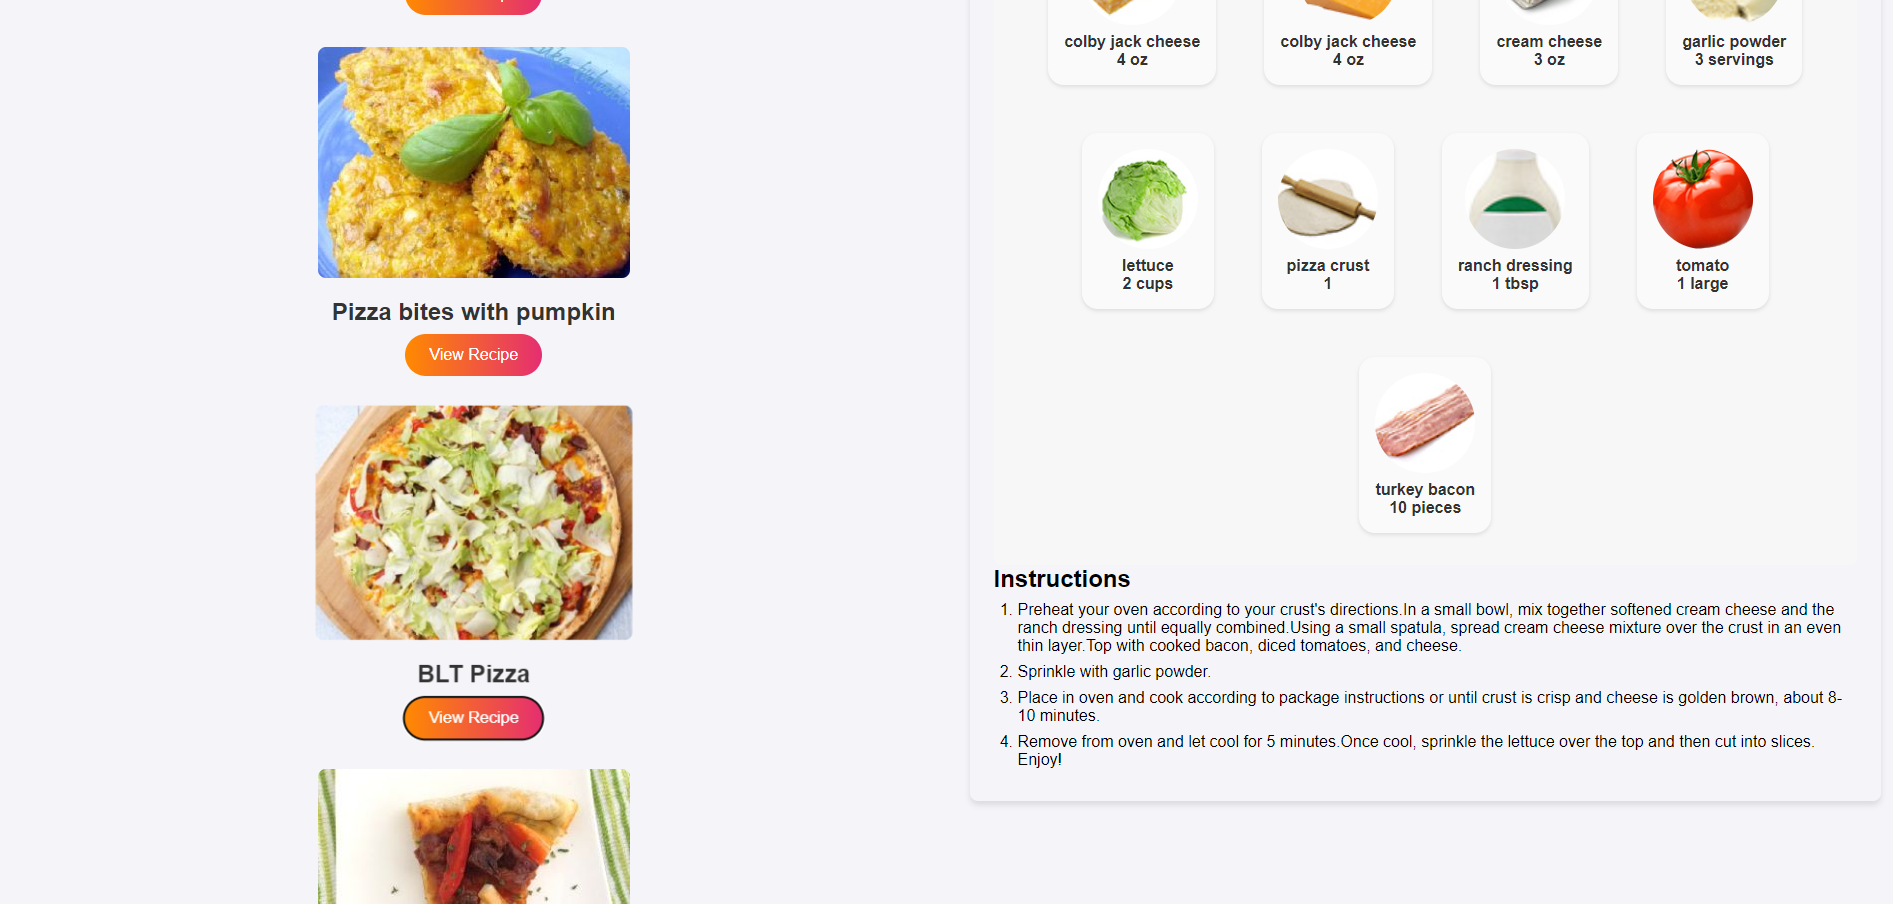 Pizza bites with pumpkin
View Recipe
BLT Pizza
View Recipe
colby jack cheese
4 oz
colby jack cheese
4 oz
cream cheese
3 oz
garlic powder
3 servings
lettuce
2 cups
pizza crust
1
ranch dressing
1 tbsp
tomato
1 large
turkey bacon
10 pieces
Instructions
1. Preheat your oven according to your crust's directions.In a small bowl, mix together softened cream cheese and the
ranch dressing until equally combined.Using a small spatula, spread cream cheese mixture over the crust in an even
thin layer.Top with cooked bacon, diced tomatoes, and cheese.
2. Sprinkle with garlic powder.
3. Place in oven and cook according to package instructions or until crust is crisp and cheese is golden brown, about 8-
10 minutes.
4. Remove from oven and let cool for 5 minutes.Once cool, sprinkle the lettuce over the top and then cut into slices.
Enjoy!